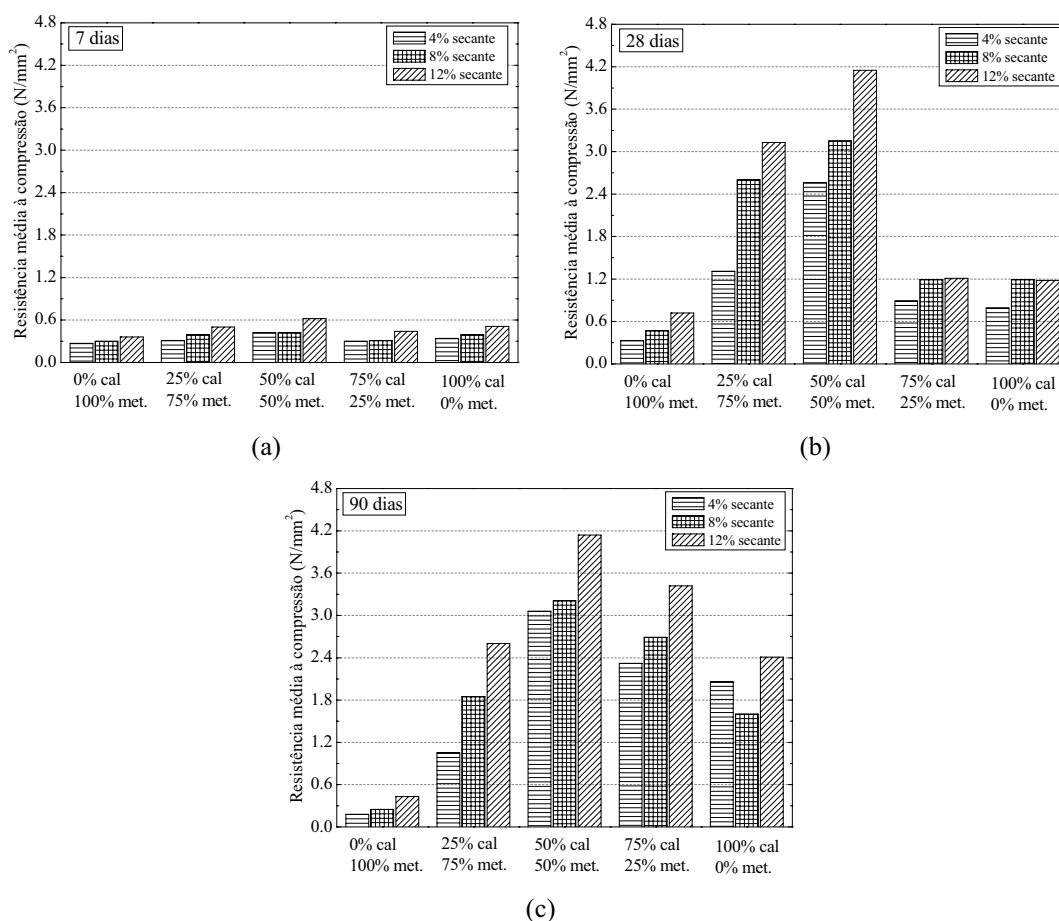 7 dias
4% secante
8% secante
12% secante
Resistência média à compressão (N/mm²)
4.8
4.2
3.6
3.0
2.4
1.8
1.2
0.6
0.0
0% cal
100% met.
25% cal
75% met.
50% cal
50% met.
75% cal
25% met.
100% cal
0% met.
(a)
28 dias
4% secante
8% secante
12% secante
Resistência média à compressão (N/mm²)
4.8
4.2
3.6
3.0
2.4
1.8
1.2
0.6
0.0
0% cal
100% met.
25% cal
75% met.
50% cal
50% met.
75% cal
25% met.
100% cal
0% met.
(b)
90 dias
4% secante
8% secante
12% secante
Resistência média à compressão (N/mm²)
4.8
4.2
3.6
3.0
2.4
1.8
1.2
0.6
0.0
0% cal
100% met.
25% cal
75% met.
50% cal
50% met.
75% cal
25% met.
100% cal
0% met.
(c)